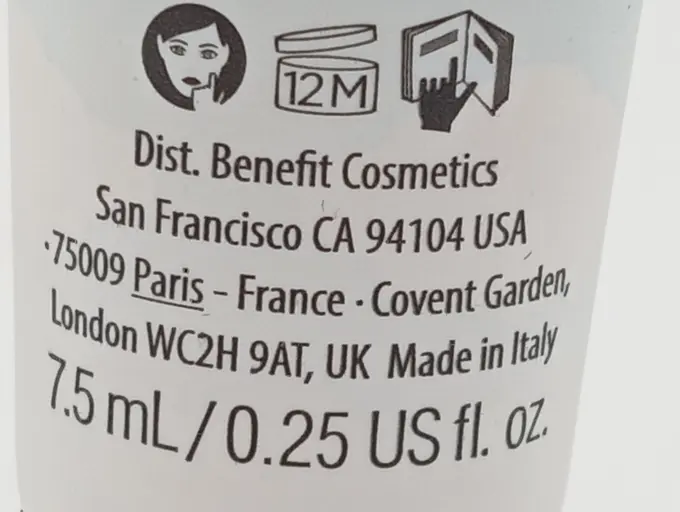 12M
Dist. Benefit Cosmetics
San Francisco CA 94104 USA
·75009 Paris – France · Covent Garden,
London WC2H 9AT, UK Made in Italy
7.5 mL/0.25 US fl. oz.